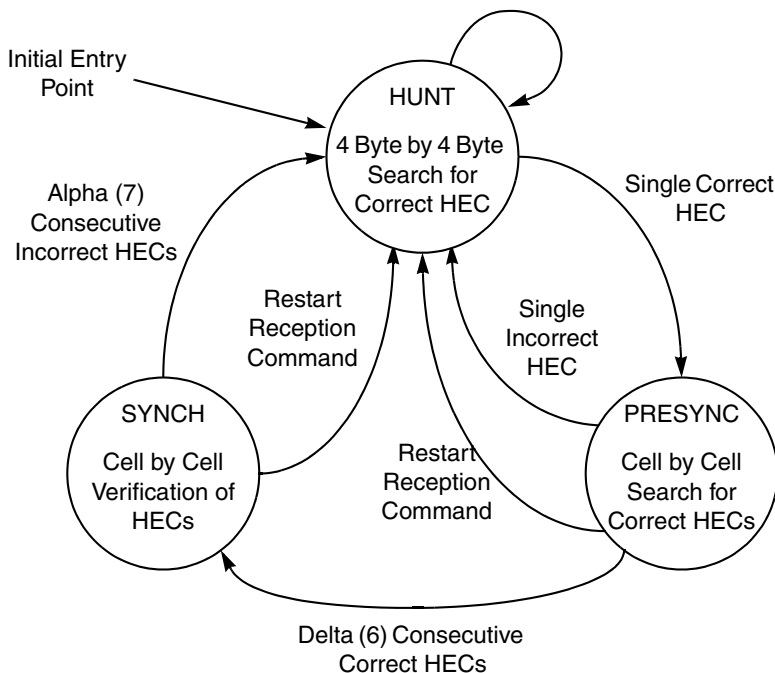 Initial Entry
Point
HUNT
4 Byte by 4 Byte
Search for
Correct HEC
Single Correct
HEC
Alpha (7)
Consecutive
Incorrect HECs
Restart
Reception
Command
Single
Incorrect
HEC
SYNCH
Cell by Cell
Verification of
HECs
Restart
Reception
Command
PRESYNC
Cell by Cell
Search for
Correct HECs
Delta (6) Consecutive
Correct HECs